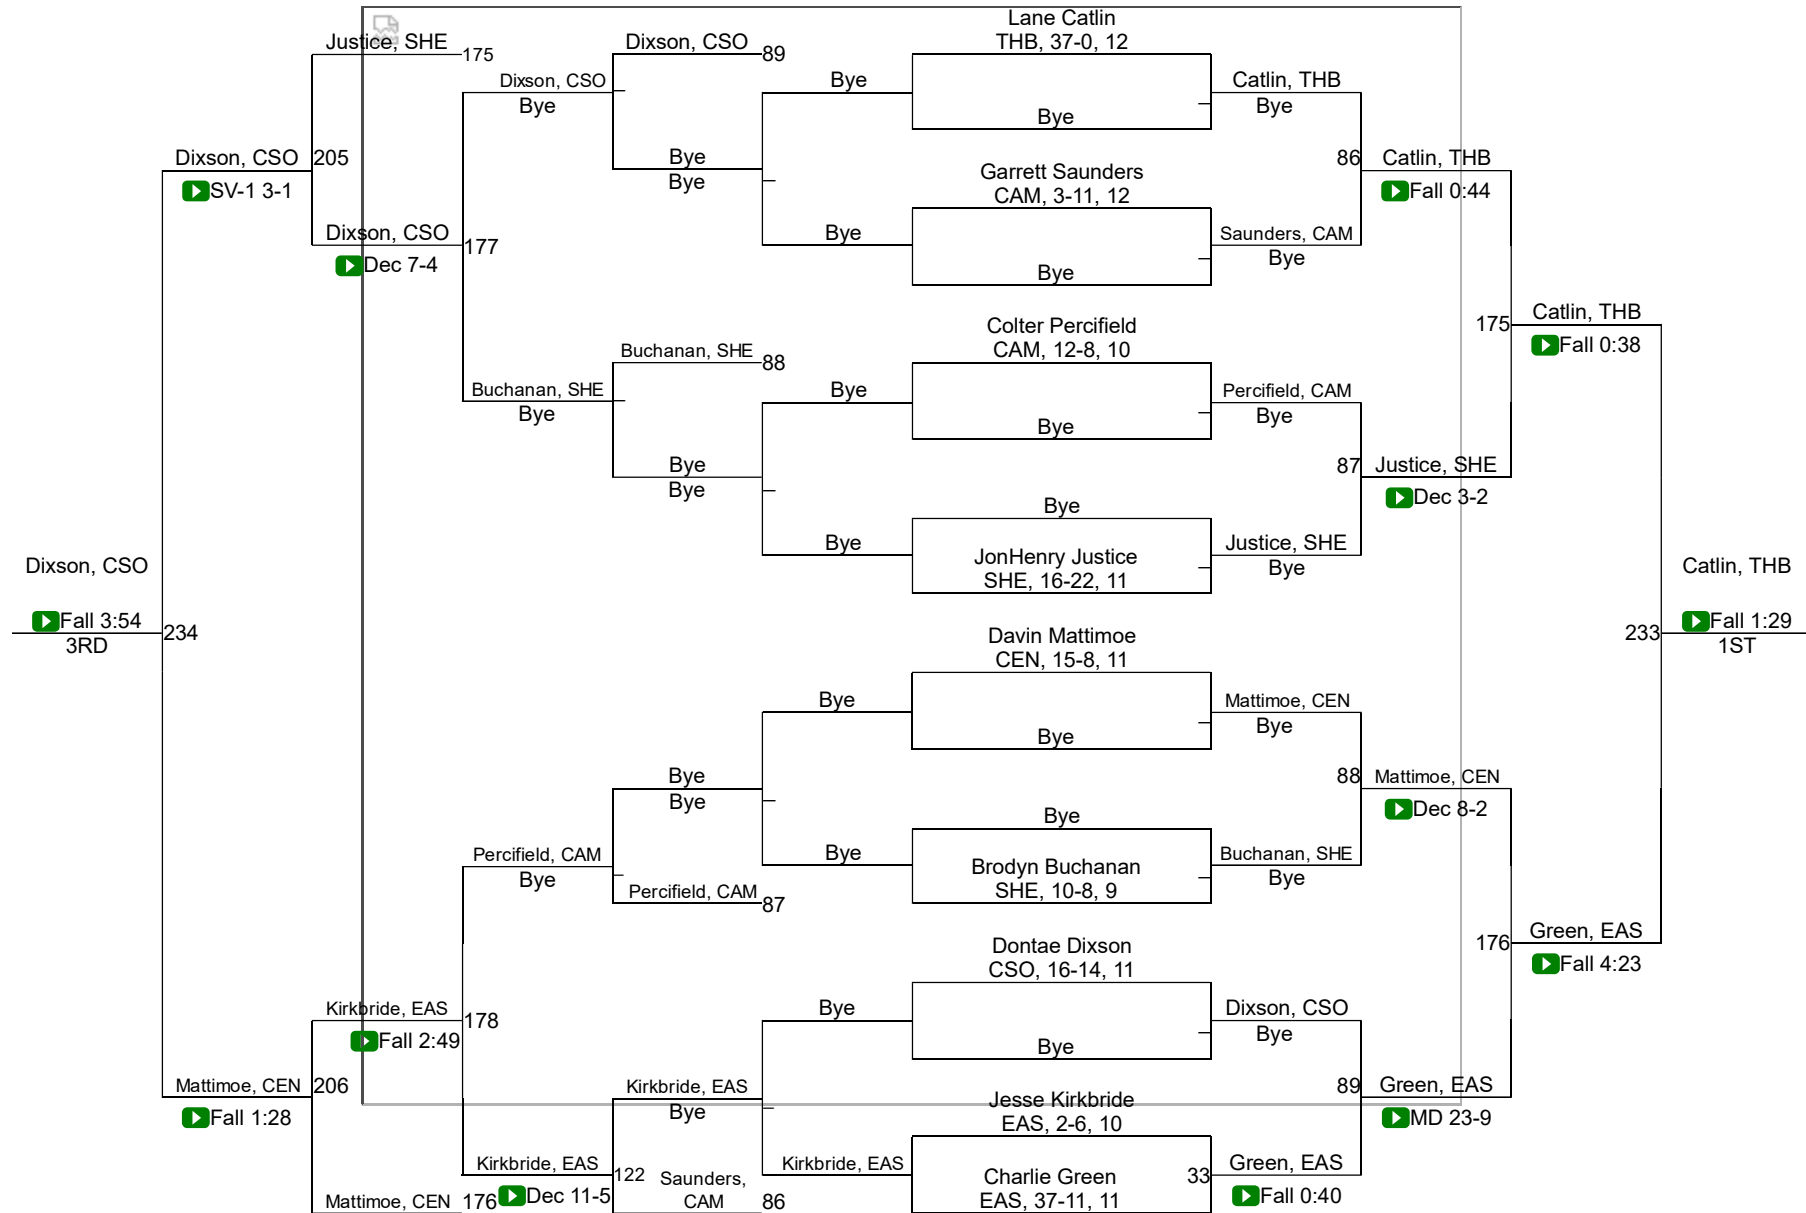 Lane Catlin
Justice, SHE
Dixson, CSO
THB, 37-0, 12
175
89
Dixson, CSO
Bye
Catlin, THB
Bye
Bye
Bye
Dixson, CSO
205
Bye
86
Catlin, THB
SV-1 3-1
Bye
Garrett Saunders
Fall 0:44
CAM, 3-11, 12
Dixson, CSO
177
Bye
Saunders, CAM
Dec 7-4
Bye
Bye
Colter Percifield
Catlin, THB
Buchanan, SHE
88
CAM, 12-8, 10
175
Fall 0:38
Buchanan, SHE
Bye
Percifield, CAM
Bye
Bye
Bye
Bye
87
Justice, SHE
Bye
Dec 3-2
Bye
Bye
Justice, SHE
Dixson, CSO
JonHenry Justice
Bye
Catlin, THB
SHE, 16-22, 11
Fall 3:54
234
Davin Mattimoe
233
Fall 1:29
3RD
CEN, 15-8, 11
1ST
Bye
Mattimoe, CEN
Bye
Bye
Bye
88
Mattimoe, CEN
Bye
Bye
Dec 8-2
Percifield, CAM
Bye
Buchanan, SHE
Bye
Brodyn Buchanan
Bye
Percifield, CAM
87
SHE, 10-8, 9
Green, EAS
Dontae Dixson
176
Fall 4:23
CSO, 16-14, 11
Kirkbride, EAS
178
Bye
Dixson, CSO
Fall 2:49
Bye
Bye
Mattimoe, CEN
206
Kirkbride, EAS
89
Green, EAS
Fall 1:28
Bye
Jesse Kirkbride
MD 23-9
EAS, 2-6, 10
Kirkbride, EAS
122
Saunders,
Kirkbride, EAS
Charlie Green
33
Green, EAS
Mattimoe, CEN
176
Dec 11-5
CAM
86
EAS, 37-11, 11
Fall 0:40